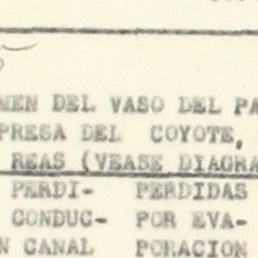 MEN DEL VASO DEL PA
PRESA DEL COYOTE,
REAS (VEASE DIAGRA
PERDI- PERDIDAS
CONDUC- POR EVA-
N CANAL PORACION